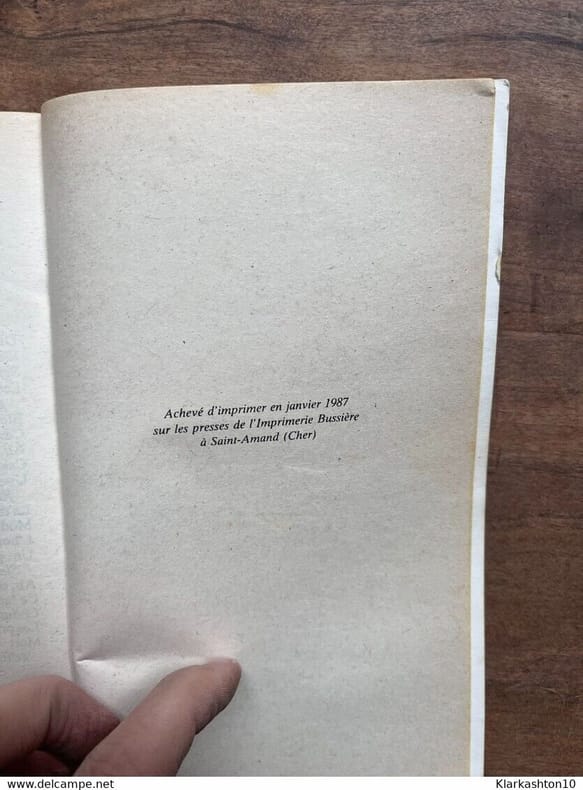 Achevé d'imprimer en janvier 1987
sur les presses de l'Imprimerie Bussière
à Saint-Amand (Cher)
www.delcampe.net
Klarkashton10